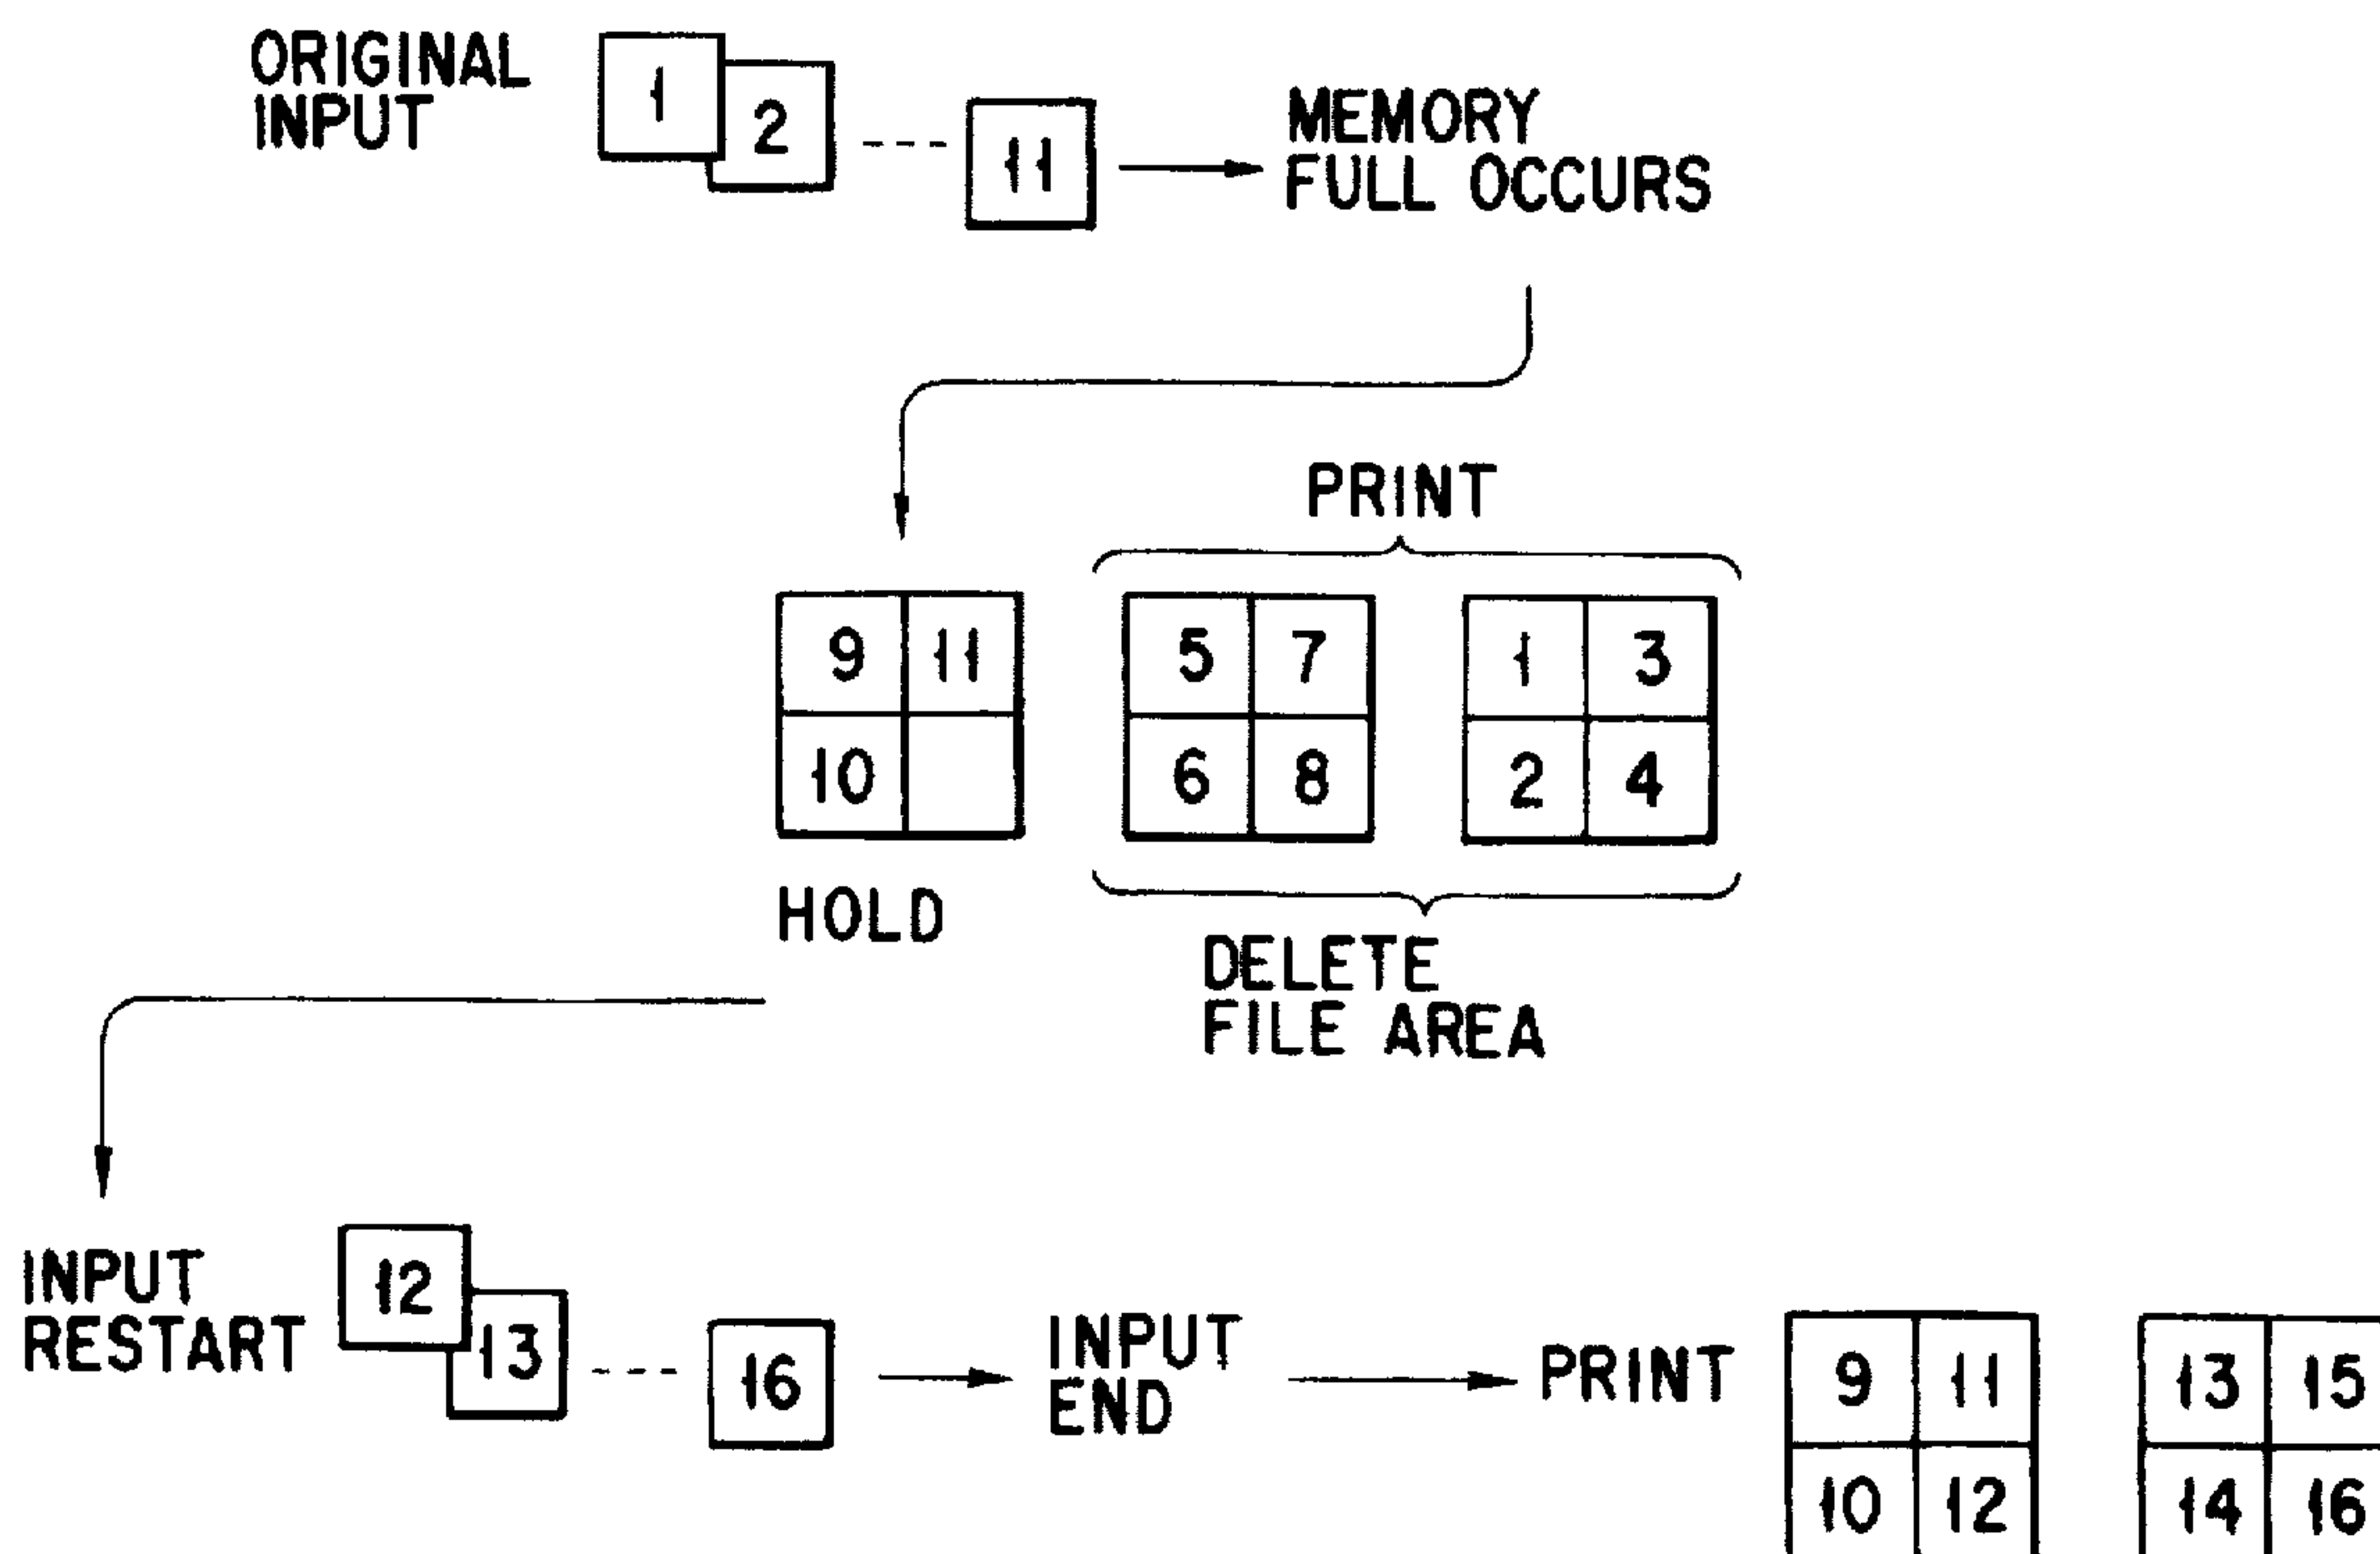 ORIGINAL
INPUT
1
2
11
MEMORY
FULL OCCURS
PRINT
9 11
10
5 7
6 8
1 3
2 4
HOLD
DELETE
FILE AREA
INPUT
RESTART
12
13
16
INPUT
END
PRINT
9 11
10 12
13 15
14 16